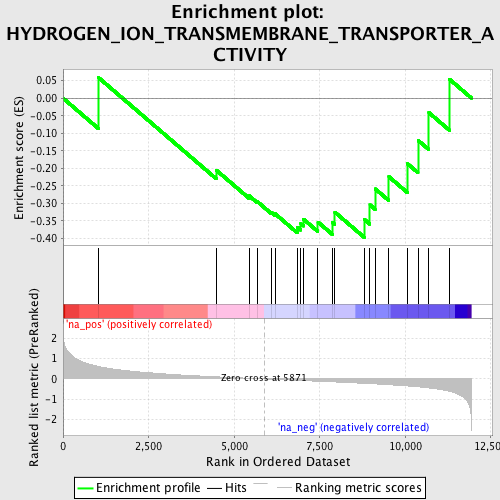 Enrichment plot:
HYDROGEN_ION_TRANSMEMBRANE_TRANSPORTER_A
CTIVITY
Enrichment score (ES)
0.05
0.00
-0.05
-0.10
-0.15
-0.20
-0.25
-0.30
-0.35
-0.40
'na_pos' (positively correlated)
Ranked list metric (PreRanked)
2
1
0
-1
-2
Zero cross at 5871
'na_neg' (negatively correlated)
0
2,500
5,000
7,500
10,000
12,500
Rank in Ordered Dataset
Enrichment profile
Hits
Ranking metric scores